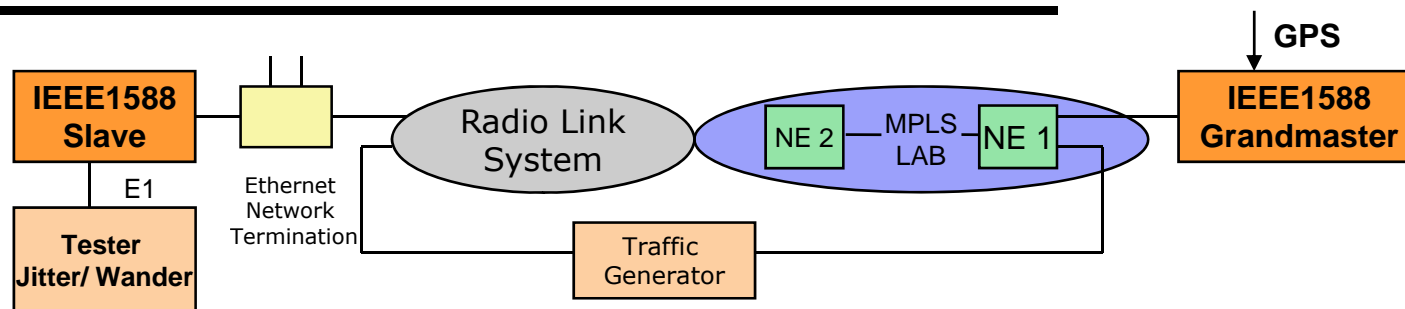 GPS
IEEE1588
Slave
Radio Link
System
NE 2
MPLS
LAB
NE 1
IEEE1588
Grandmaster
E1
Ethernet
Network
Termination
Tester
Jitter/ Wander
Traffic
Generator